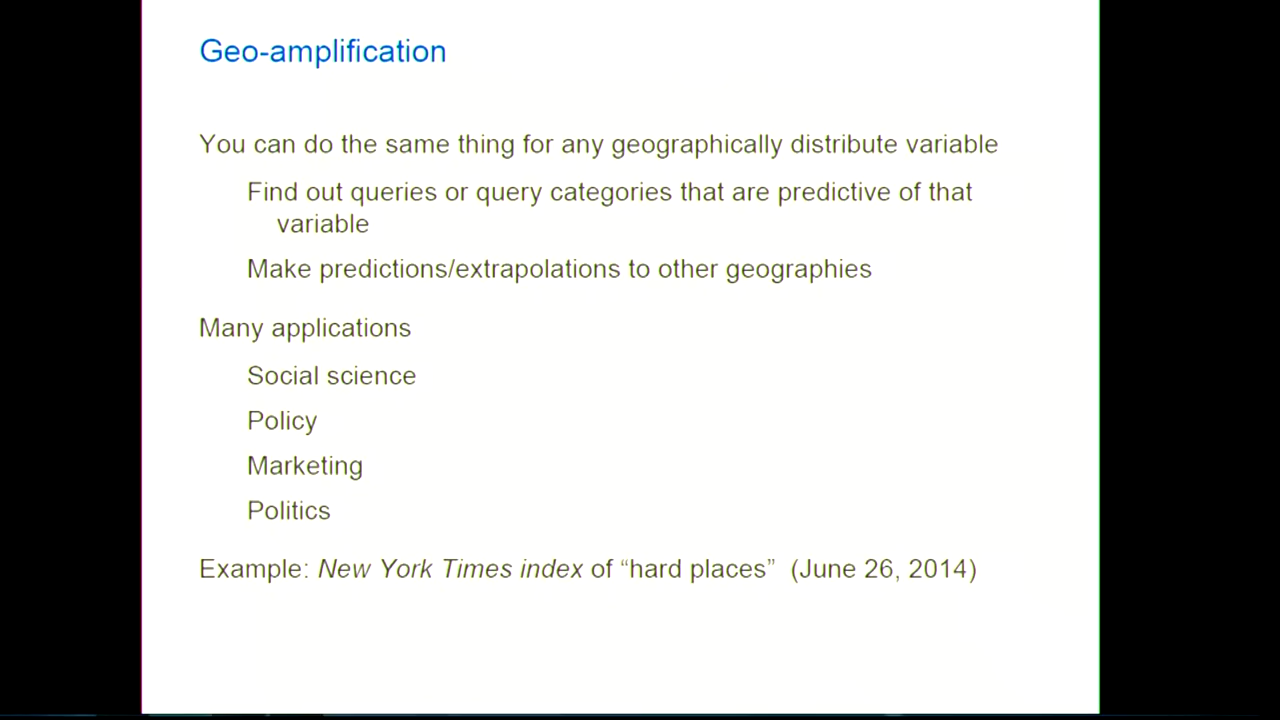 Geo-amplification
You can do the same thing for any geographically distribute variable
Find out queries or query categories that are predictive of that
variable
Make predictions/extrapolations to other geographies
Many applications
Social science
Policy
Marketing
Politics
Example: New York Times index of “hard places”  (June 26, 2014)